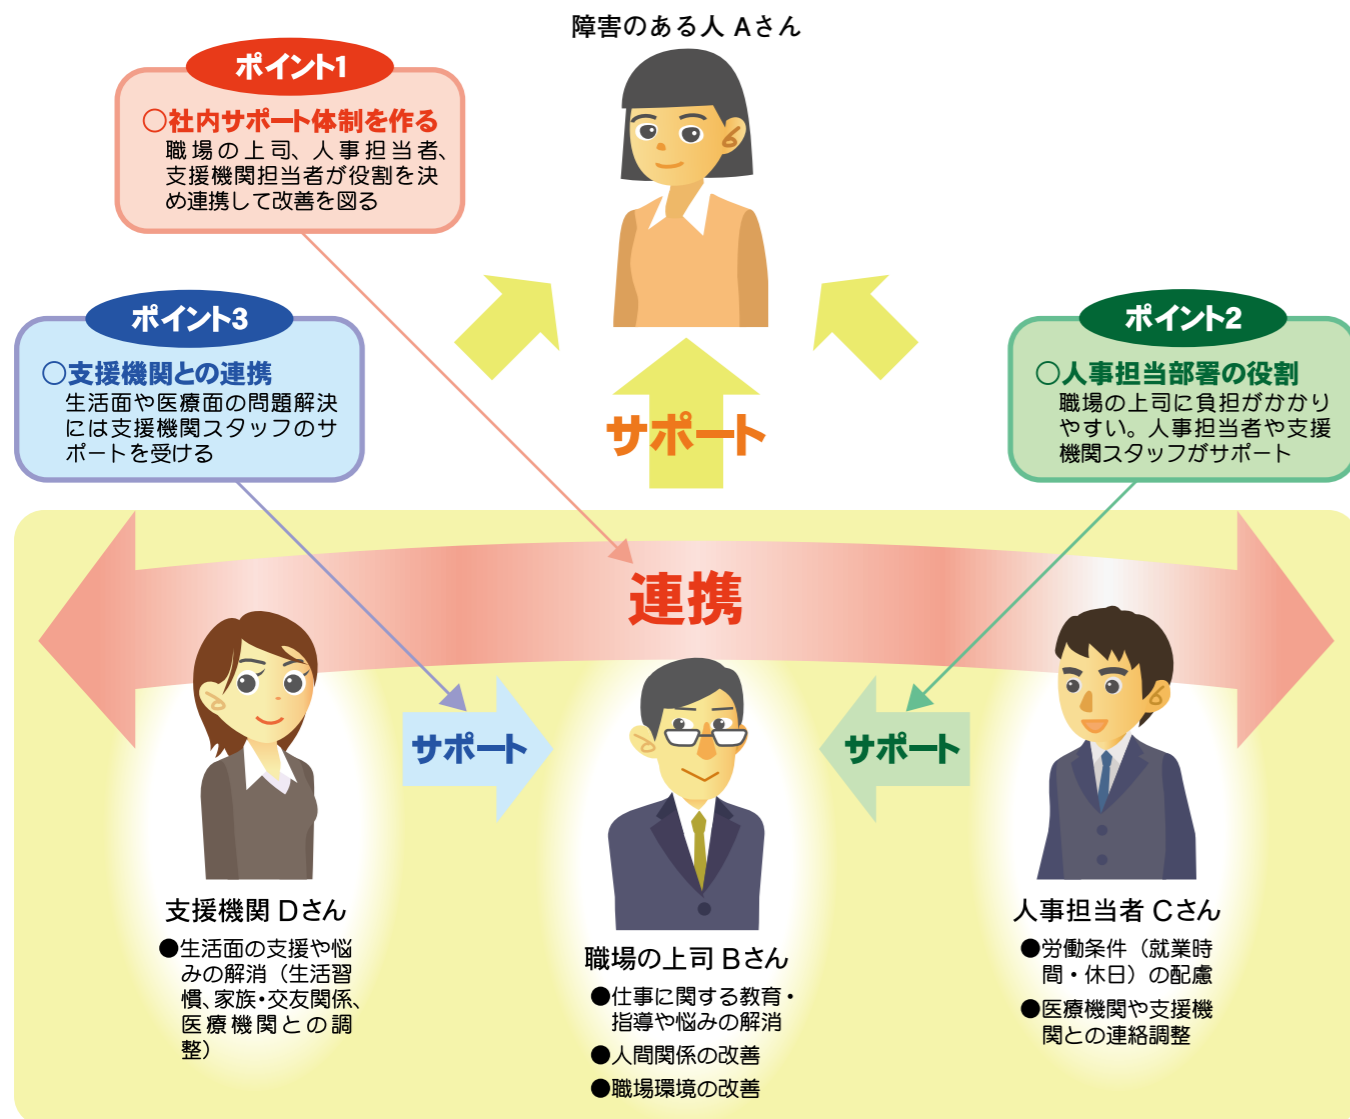 障害のある人 Aさん
ポイント1
○社内サポート体制を作る
職場の上司、人事担当者、
支援機関担当者が役割を決
め連携して改善を図る
ポイント3
○支援機関との連携
生活面や医療面の問題解決
には支援機関スタッフのサ
ポートを受ける
ポイント2
○人事担当部署の役割
職場の上司に負担がかかり
やすい。人事担当者や支援
機関スタッフがサポート
サポート
連携
サポート
サポート
支援機関 Dさん
●生活面の支援や悩
みの解消（生活習
慣、家族・交友関係、
医療機関との調
整）
職場の上司 Bさん
●仕事に関する教育・
指導や悩みの解消
●人間関係の改善
●職場環境の改善
人事担当者 Cさん
●労働条件（就業時
間・休日）の配慮
●医療機関や支援機
関との連絡調整